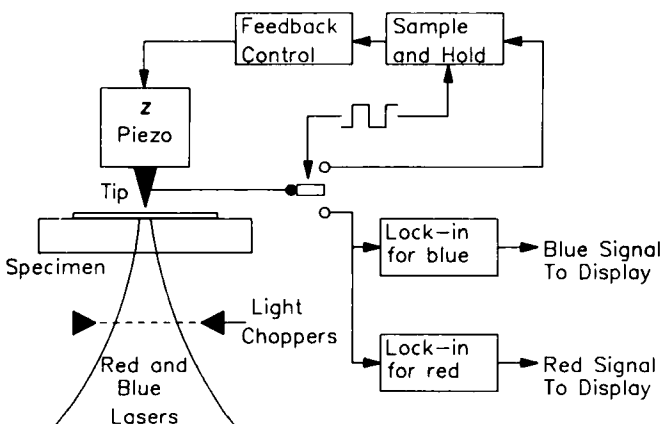 Feedback
Control
Sample
and Hold
z
Piezo
Tip
Specimen
Lock-in
for blue
Blue Signal
To Display
Light
Choppers
Red and
Blue
Lasers
Lock-in
for red
Red Signal
To Display